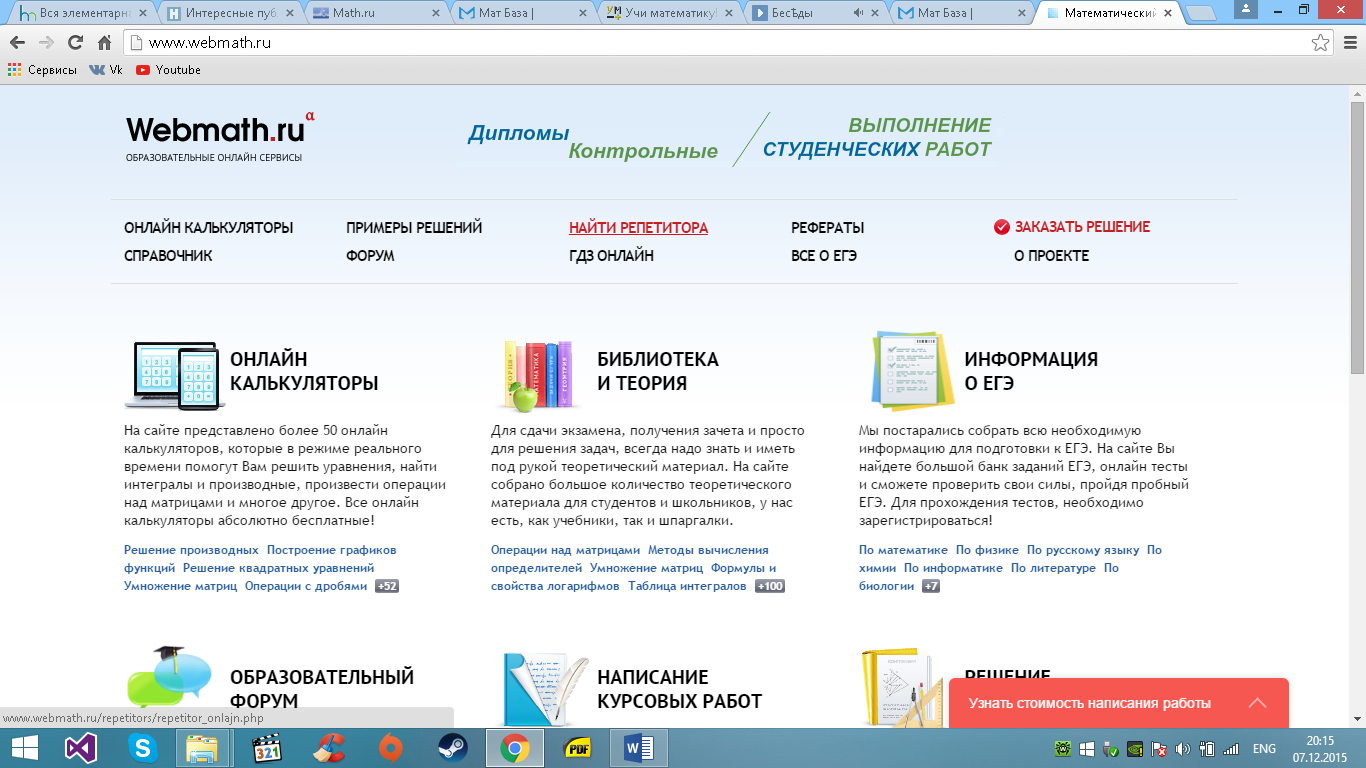 Вся элементарн
Интересные пуб
Math.ru
Мат База |
Учи математику
БесѢды
Мат База |
Математический
www.webmath.ru
Сервисы Vk Youtube
Webmath.ru α
ОБРАЗОВАТЕЛЬНЫЕ ОНЛАЙН СЕРВИСЫ
Дипломы
Контрольные
ВЫПОЛНЕНИЕ
СТУДЕНЧЕСКИХ РАБОТ
ОНЛАЙН КАЛЬКУЛЯТОРЫ ПРИМЕРЫ РЕШЕНИЙ НАЙТИ РЕПЕТИТОРА РЕФЕРАТЫ ЗАКАЗАТЬ РЕШЕНИЕ
СПРАВОЧНИК ФОРУМ ГДЗ ОНЛАЙН ВСЕ О ЕГЭ О ПРОЕКТЕ
ОНЛАЙН
КАЛЬКУЛЯТОРЫ
На сайте представлено более 50 онлайн
калькуляторов, которые в режиме реального
времени помогут Вам решить уравнения, найти
интегралы и производные, произвести операции
над матрицами и многое другое. Все онлайн
калькуляторы абсолютно бесплатные!
Решение производных Построение графиков
функций Решение квадратных уравнений
Умножение матриц Операции с дробями +52
МАТЕМАТИКА
ГЕОМЕТРИЯ
БИБЛИОТЕКА
И ТЕОРИЯ
Для сдачи экзамена, получения зачета и просто
для решения задач, всегда надо знать и иметь
под рукой теоретический материал. На сайте
собрано большое количество теоретического
материала для студентов и школьников, у нас
есть, как учебники, так и шпаргалки.
Операции над матрицами Методы вычисления
определителей Умножение матриц Формулы и
свойства логарифмов Таблица интегралов +100
ИНФОРМАЦИЯ
О ЕГЭ
Мы постарались собрать всю необходимую
информацию для подготовки к ЕГЭ. На сайте Вы
найдете большой банк заданий ЕГЭ, онлайн тесты
и сможете проверить свои силы, пройдя пробный
ЕГЭ. Для прохождения тестов, необходимо
зарегистрироваться!
По математике По физике По русскому языку По
химии По информатике По литературе По
биологии +7
ОБРАЗОВАТЕЛЬНЫЙ
ФОРУМ
НАПИСАНИЕ
КУРСОВЫХ РАБОТ
РЕШЕНИЕ
Узнать стоимость написания работы
www.webmath.ru/repetitors/repetitor_onlajn.php
321
PDF
ENG
20:15
07.12.2015